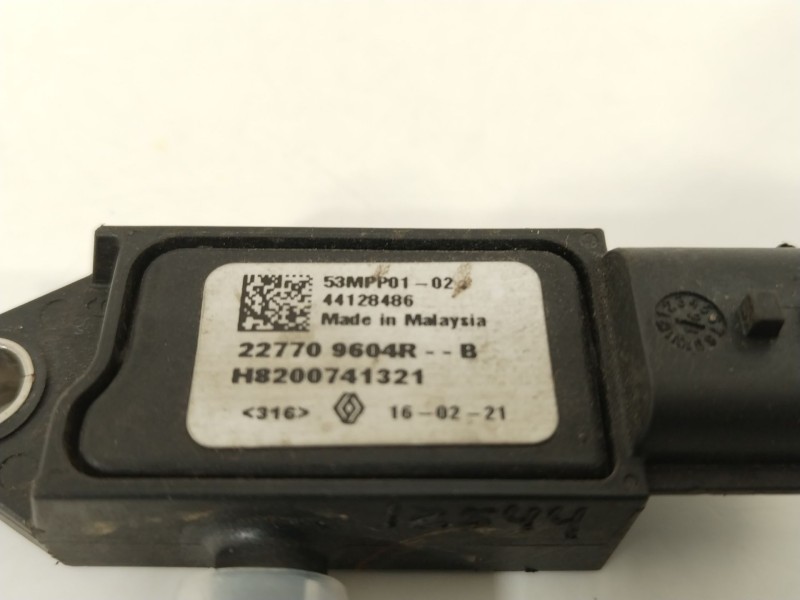 53MPP01-02
44128486
Made in Malaysia
22770 9604R--B
H8200741321
<316> 16-02-21